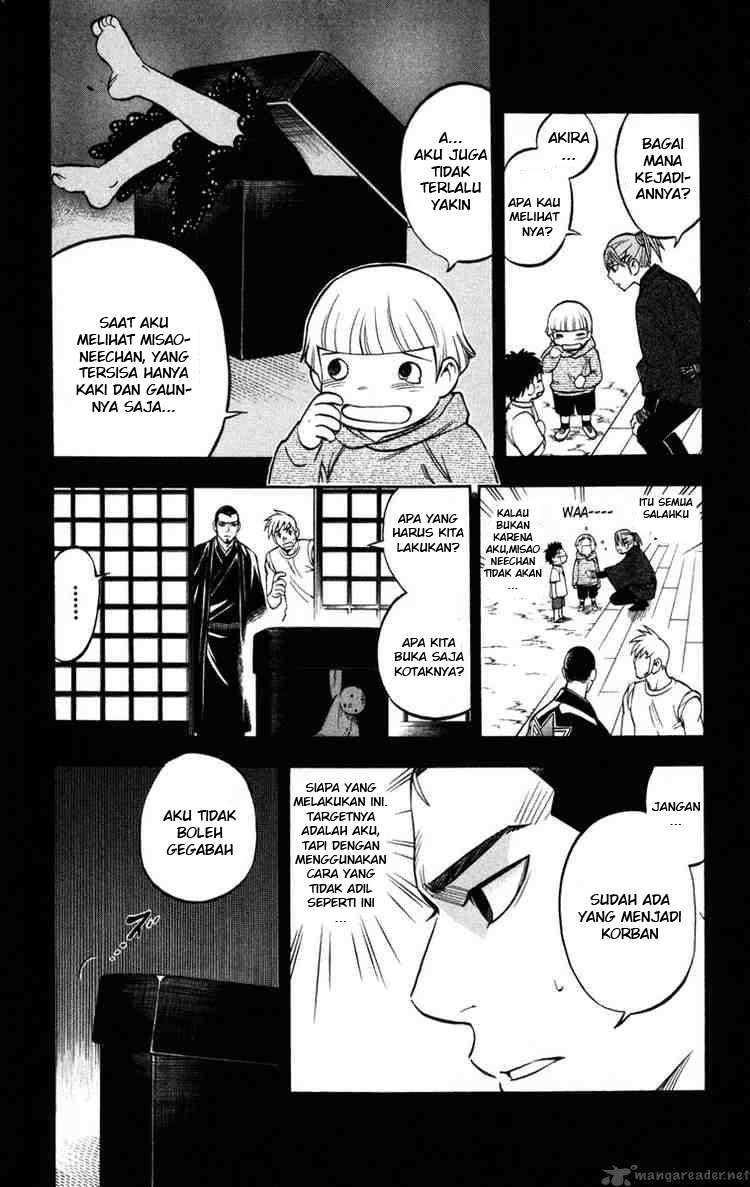 BAGAI
MANA
KEJADI-
ANNYA?
AKIRA
...
APA KAU
MELIHAT
NYA?
A...
AKU JUGA
TIDAK
TERLALU
YAKIN
SAAT AKU
MELIHAT MISAO-
NEECHAN, YANG
TERSISA HANYA
KAKI DAN GAUN-
NYA SAJA...
ITU SEMUA
SALAHKU
WAA----
KALAU
BUKAN
KARENA
AKU,MISAO
NEECHAN
TIDAK AKAN
...
APA YANG
HARUS KITA
LAKUKAN?
APA KITA
BUKA SAJA
KOTAKNYA?
......
JANGAN
...
SUDAH ADA
YANG MENJADI
KORBAN
SIAPA YANG
MELAKUKAN INI.
TARGETNYA
ADALAH AKU,
TAPI DENGAN
MENGGUNAKAN
CARA YANG
TIDAK ADIL
SEPERTI INI
...
AKU TIDAK
BOLEH
GEGABAH
mangareader.net